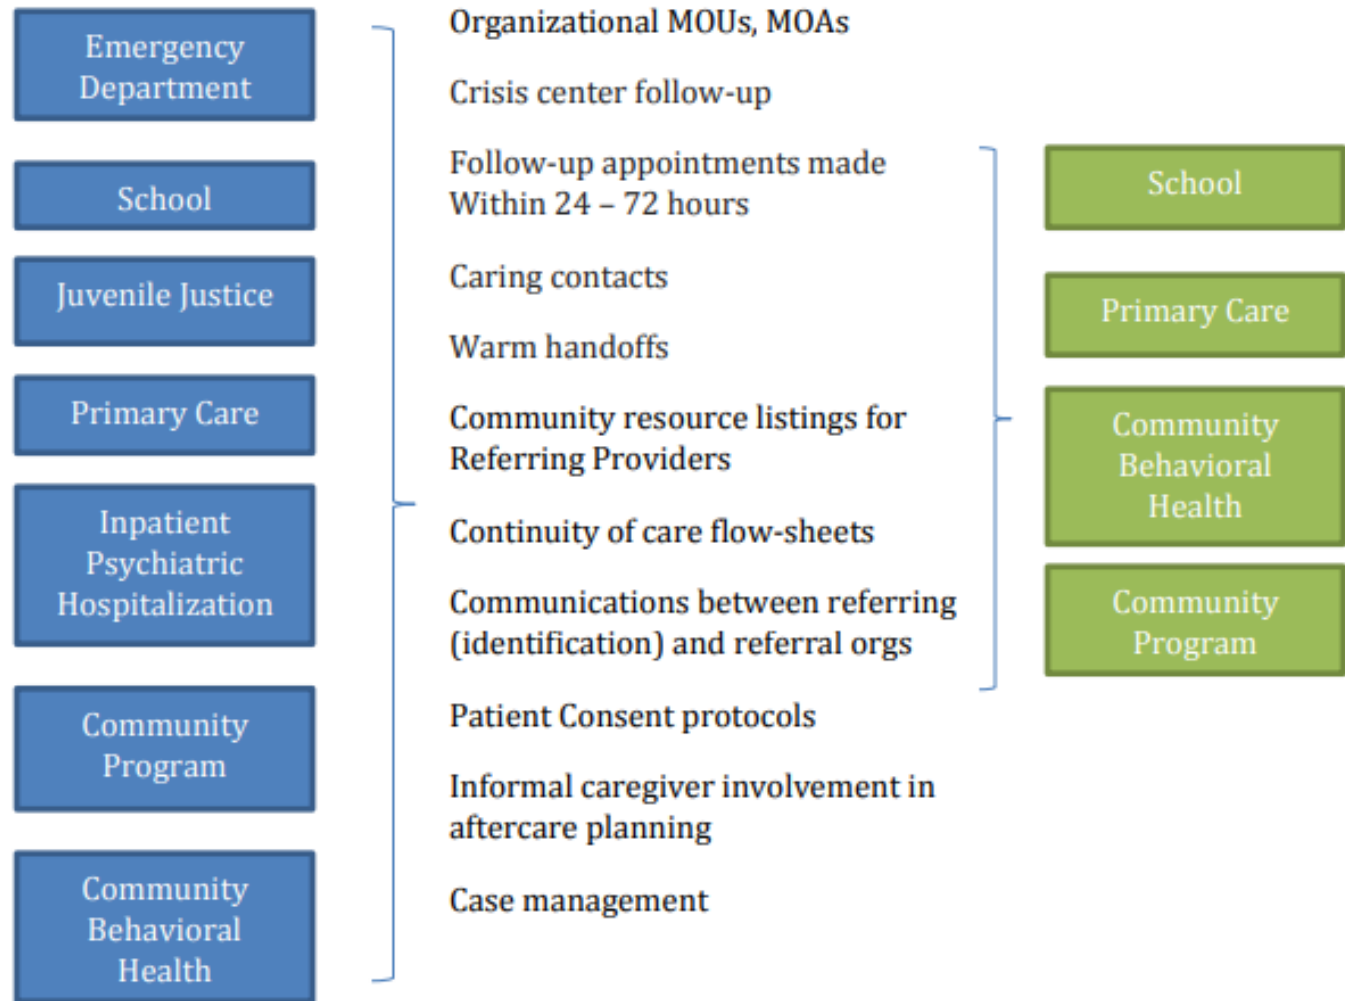 Emergency
Department
School
Juvenile Justice
Primary Care
Inpatient
Psychiatric
Hospitalization
Community
Program
Community
Behavioral
Health
Organizational MOUs, MOAs
Crisis center follow-up
Follow-up appointments made
Within 24 – 72 hours
Caring contacts
Warm handoffs
Community resource listings for
Referring Providers
Continuity of care flow-sheets
Communications between referring
(identification) and referral orgs
Patient Consent protocols
Informal caregiver involvement in
aftercare planning
Case management
School
Primary Care
Community
Behavioral
Health
Community
Program